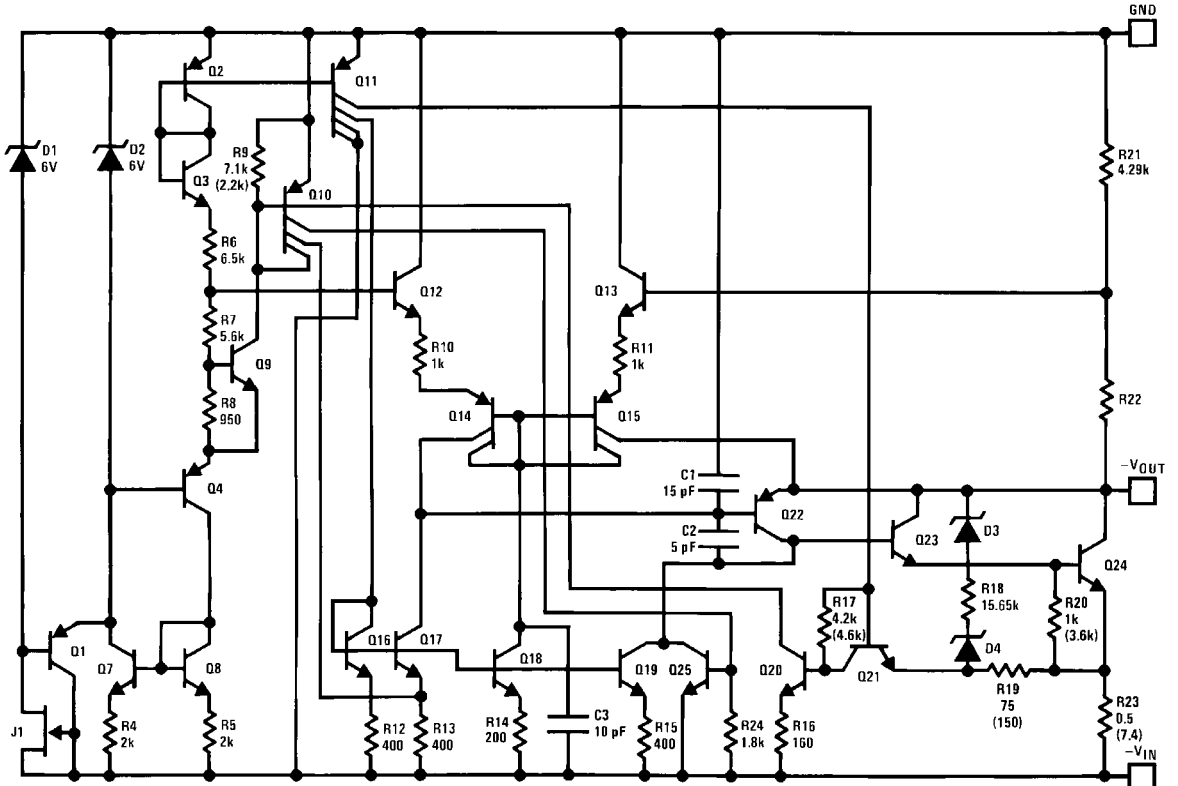 GND
Q2
Q11
D1
6V
D2
6V
R9
7.1k
(2.2k)
Q3
Q10
R21
4.29k
R6
6.5k
Q12
Q13
R7
5.6k
Q9
R10
1k
R11
1k
R8
950
R22
Q14
Q15
Q4
C1
15 pF
-VOUT
Q22
C2
5 pF
Q23
D3
Q24
R18
15.65k
R17
4.2k
(4.6k)
R20
1k
(3.6k)
Q1
Q7
Q8
Q16
Q17
Q18
Q19
Q25
Q20
Q21
D4
R19
75
(150)
J1
R4
2k
R5
2k
R12
400
R13
400
R14
200
C3
10 pF
R15
400
R24
1.8k
R16
160
R23
0.5
(7.4)
-VIN